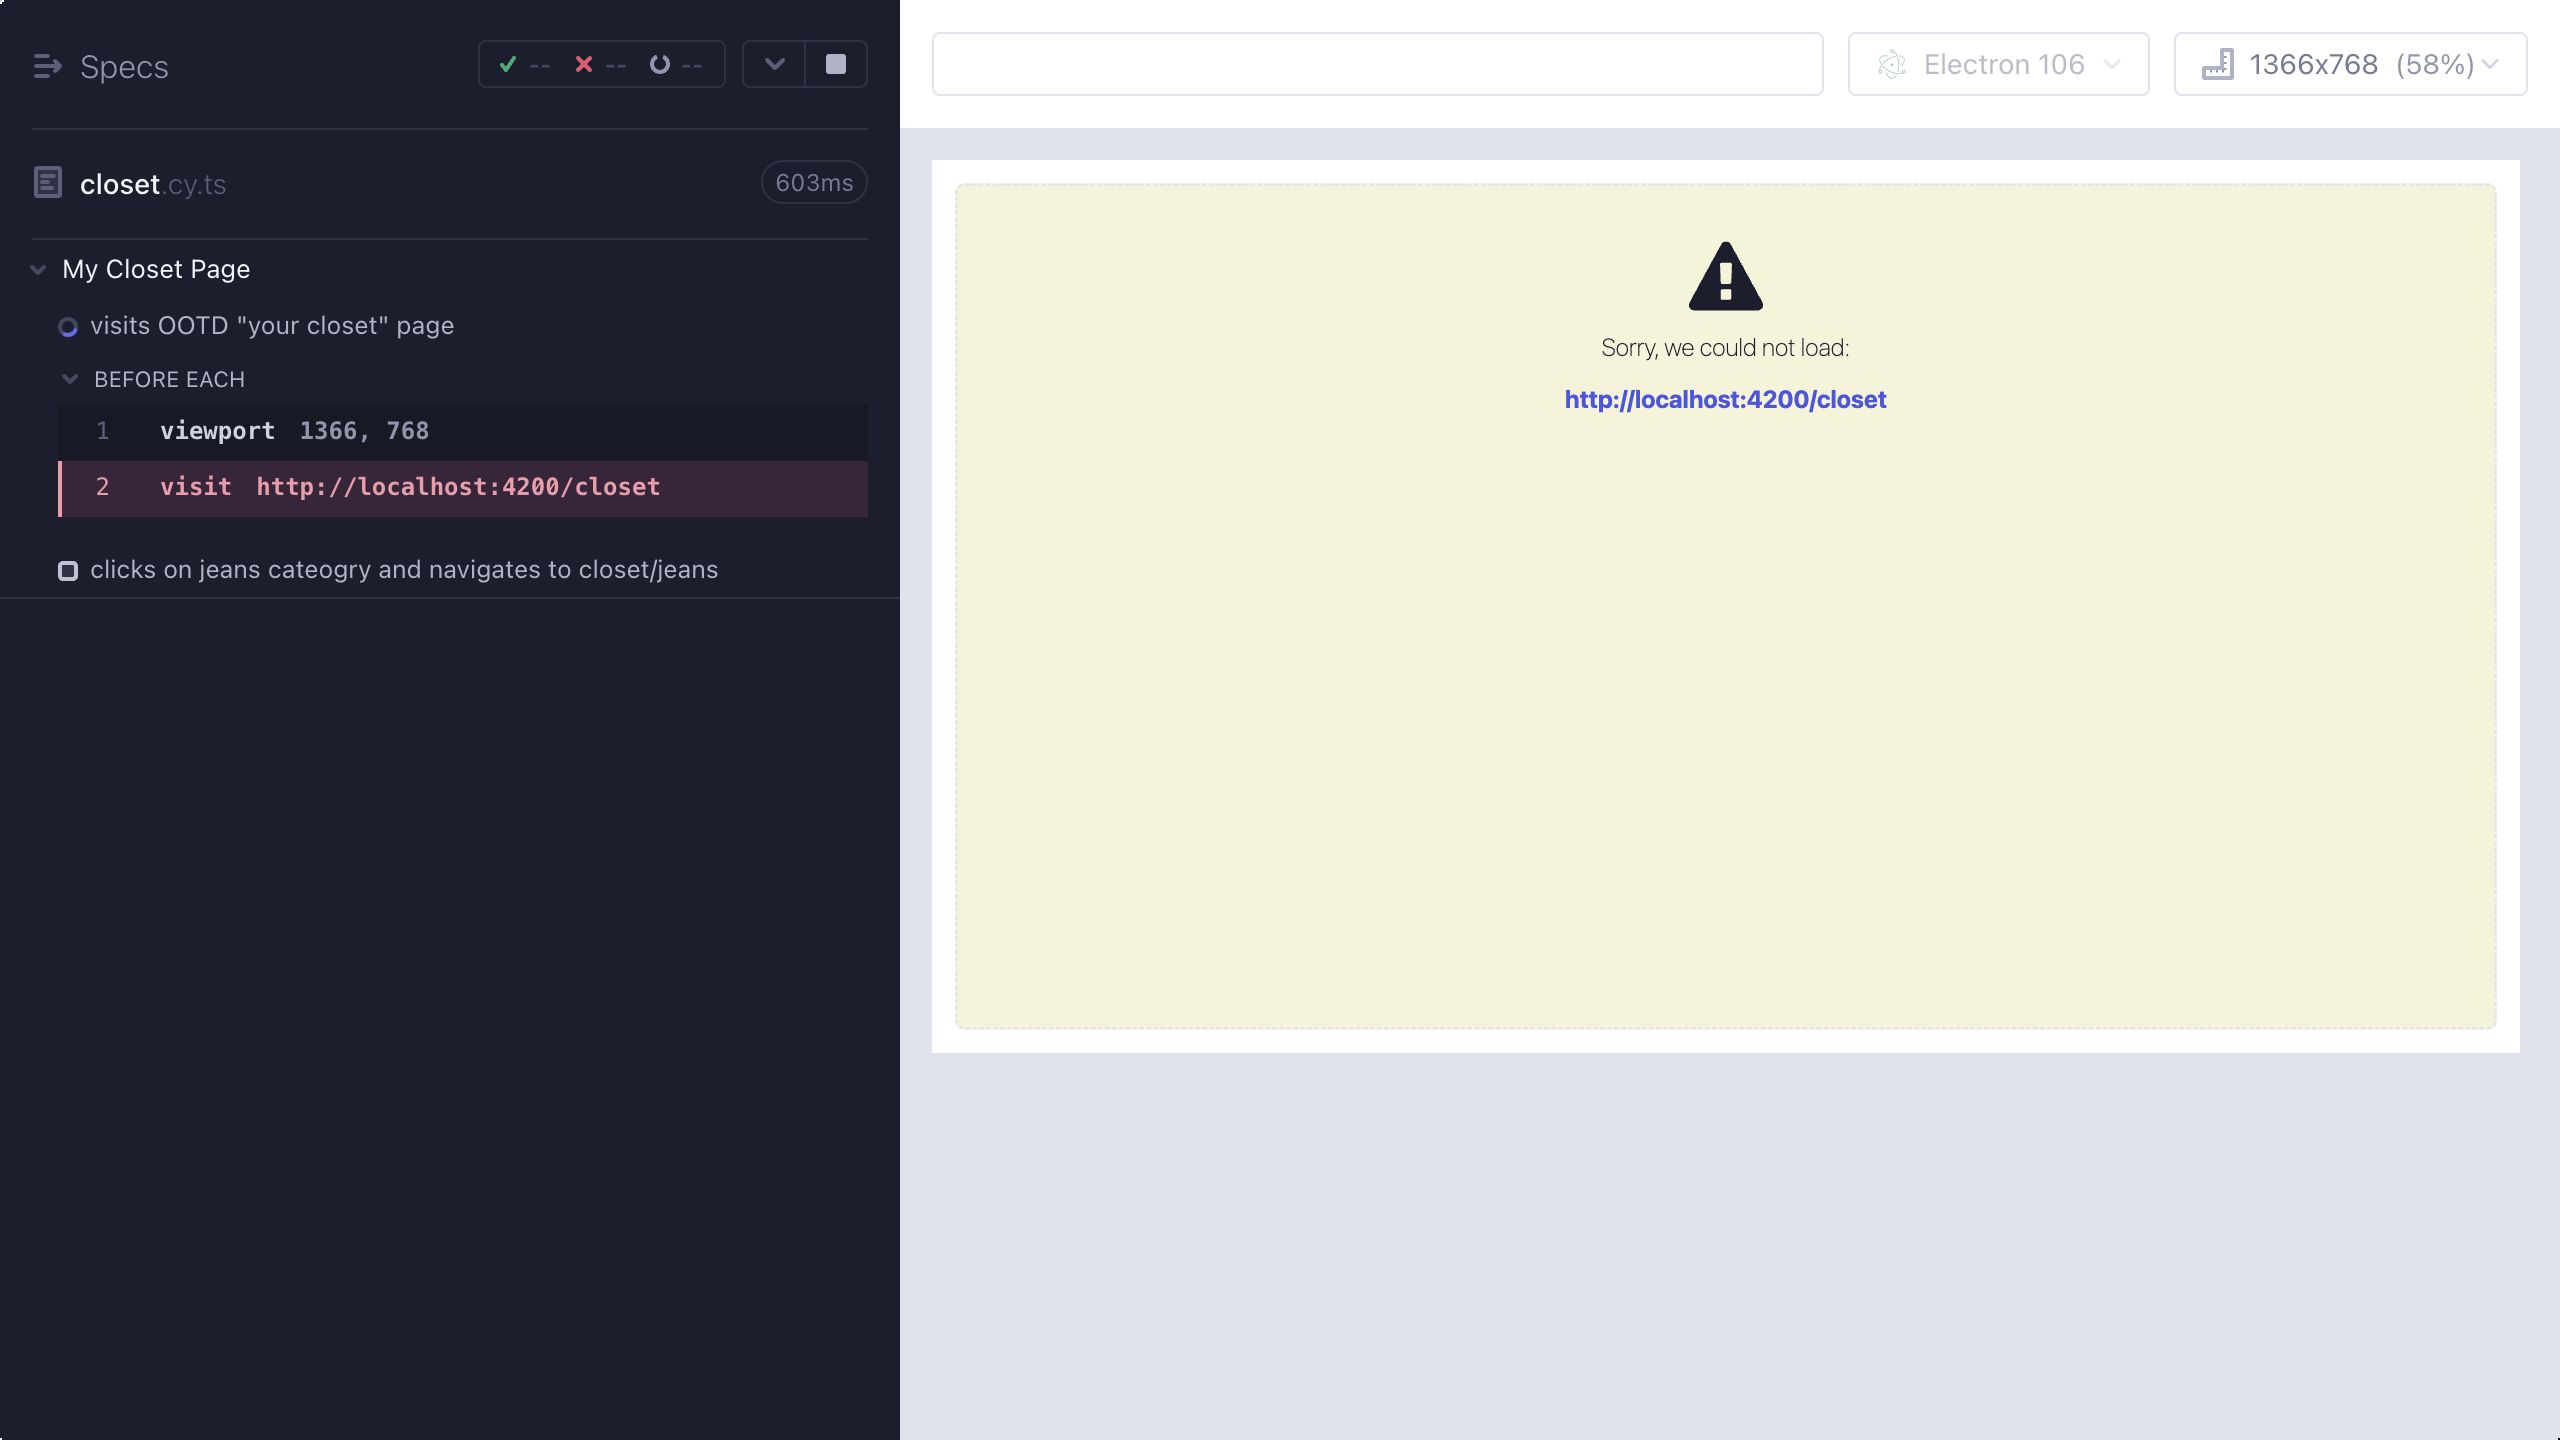 Specs
-- -- --
closet.cy.ts 603ms
My Closet Page
visits OOTD "your closet" page
BEFORE EACH
1 viewport 1366, 768
2 visit http://localhost:4200/closet
clicks on jeans cateogry and navigates to closet/jeans
Electron 106
1366x768 (58%)
Sorry, we could not load:
http://localhost:4200/closet